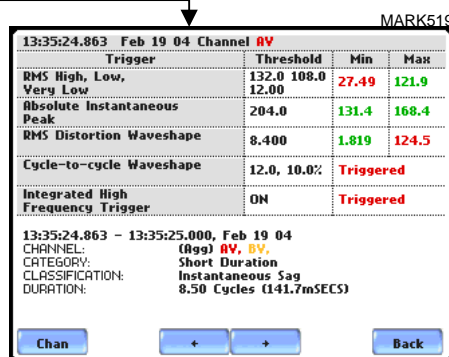 MARK519
13:35:24.863 Feb 19 04 Channel AV
Trigger Threshold Min Max
RMS High, Low, 132.0 108.0 27.49 121.9
Very Low 12.00
Absolute Instantaneous 204.0 131.4 168.4
Peak
RMS Distortion Waveshape 8.400 1.819 124.5
Cycle-to-cycle Waveshape 12.0, 10.0% Triggered
Integrated High ON Triggered
Frequency Trigger
13:35:24.863 - 13:35:25.000, Feb 19 04
CHANNEL: (Agg) AV, BV,
CATEGORY: Short Duration
CLASSIFICATION: Instantaneous Sag
DURATION: 8.50 Cycles (141.7mSECS)
Chan ← → Back